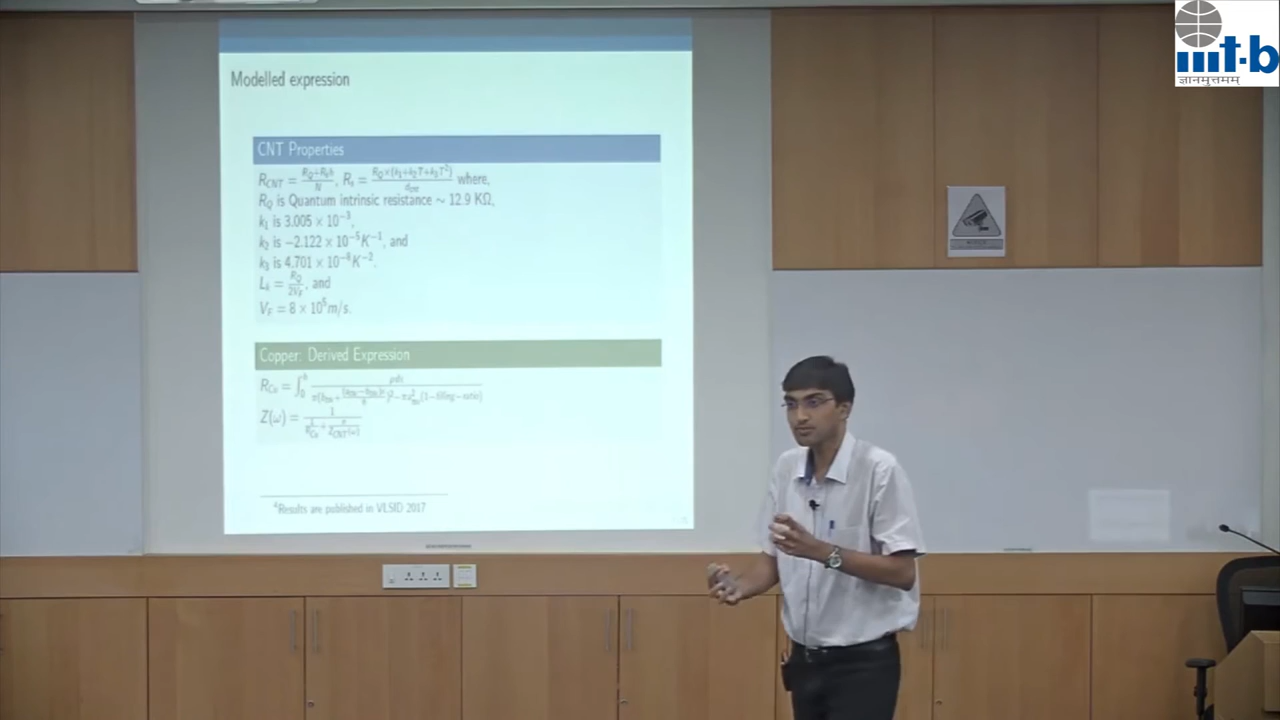 iiit-b
ज्ञानमुत्तमम्
Modelled expression
CNT Properties
R_CNT = (R_Q+R_s h)/N, R_s = R_Q×(k_1+k_2T+k_3T^2)/d_cnt where,
R_Q is Quantum intrinsic resistance ~ 12.9 KΩ,
k_1 is 3.005 × 10^-3,
k_2 is −2.122 × 10^-5 K^-1, and
k_3 is 4.701 × 10^-8 K^-2.
L_k = R_Q/2V_F, and
V_F = 8 × 10^5 m/s.
Copper: Derived Expression
R_Cu = ∫_0^h
(1−filling−ratio)
Z(ω) =
4 Results are published in VLSID 2017